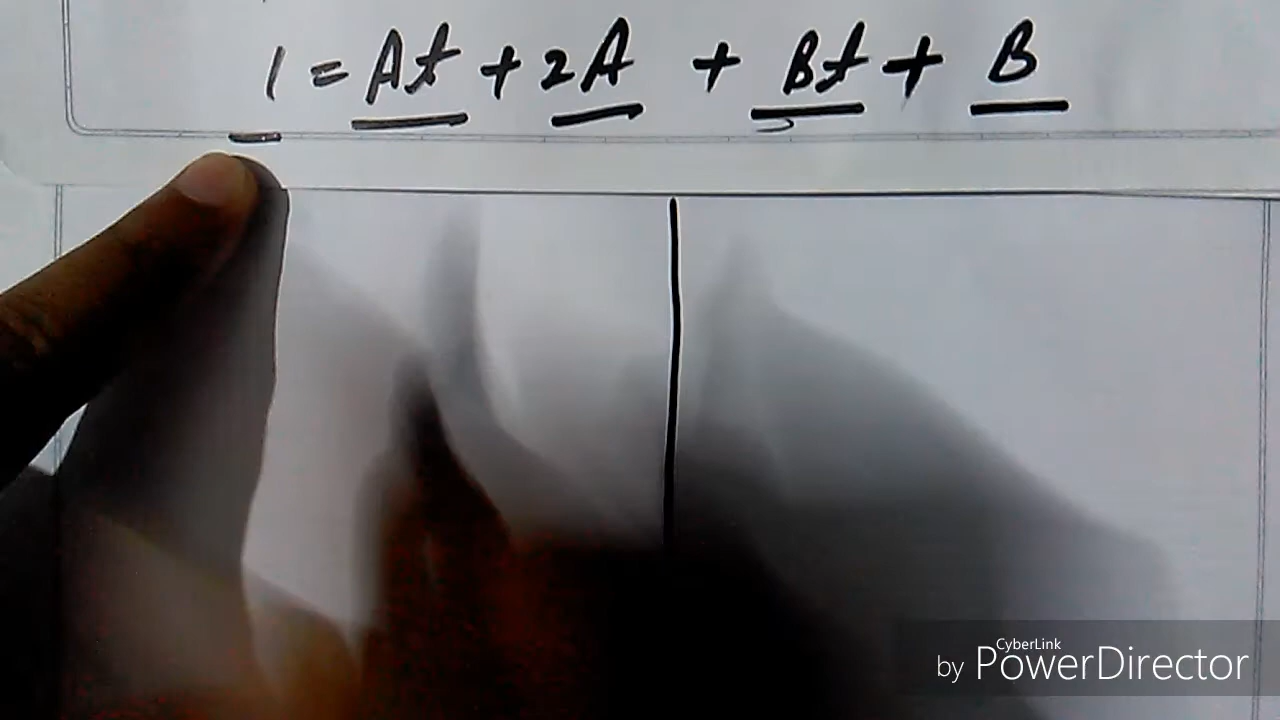 1 = At + 2A + Bt + B
CyberLink
by PowerDirector